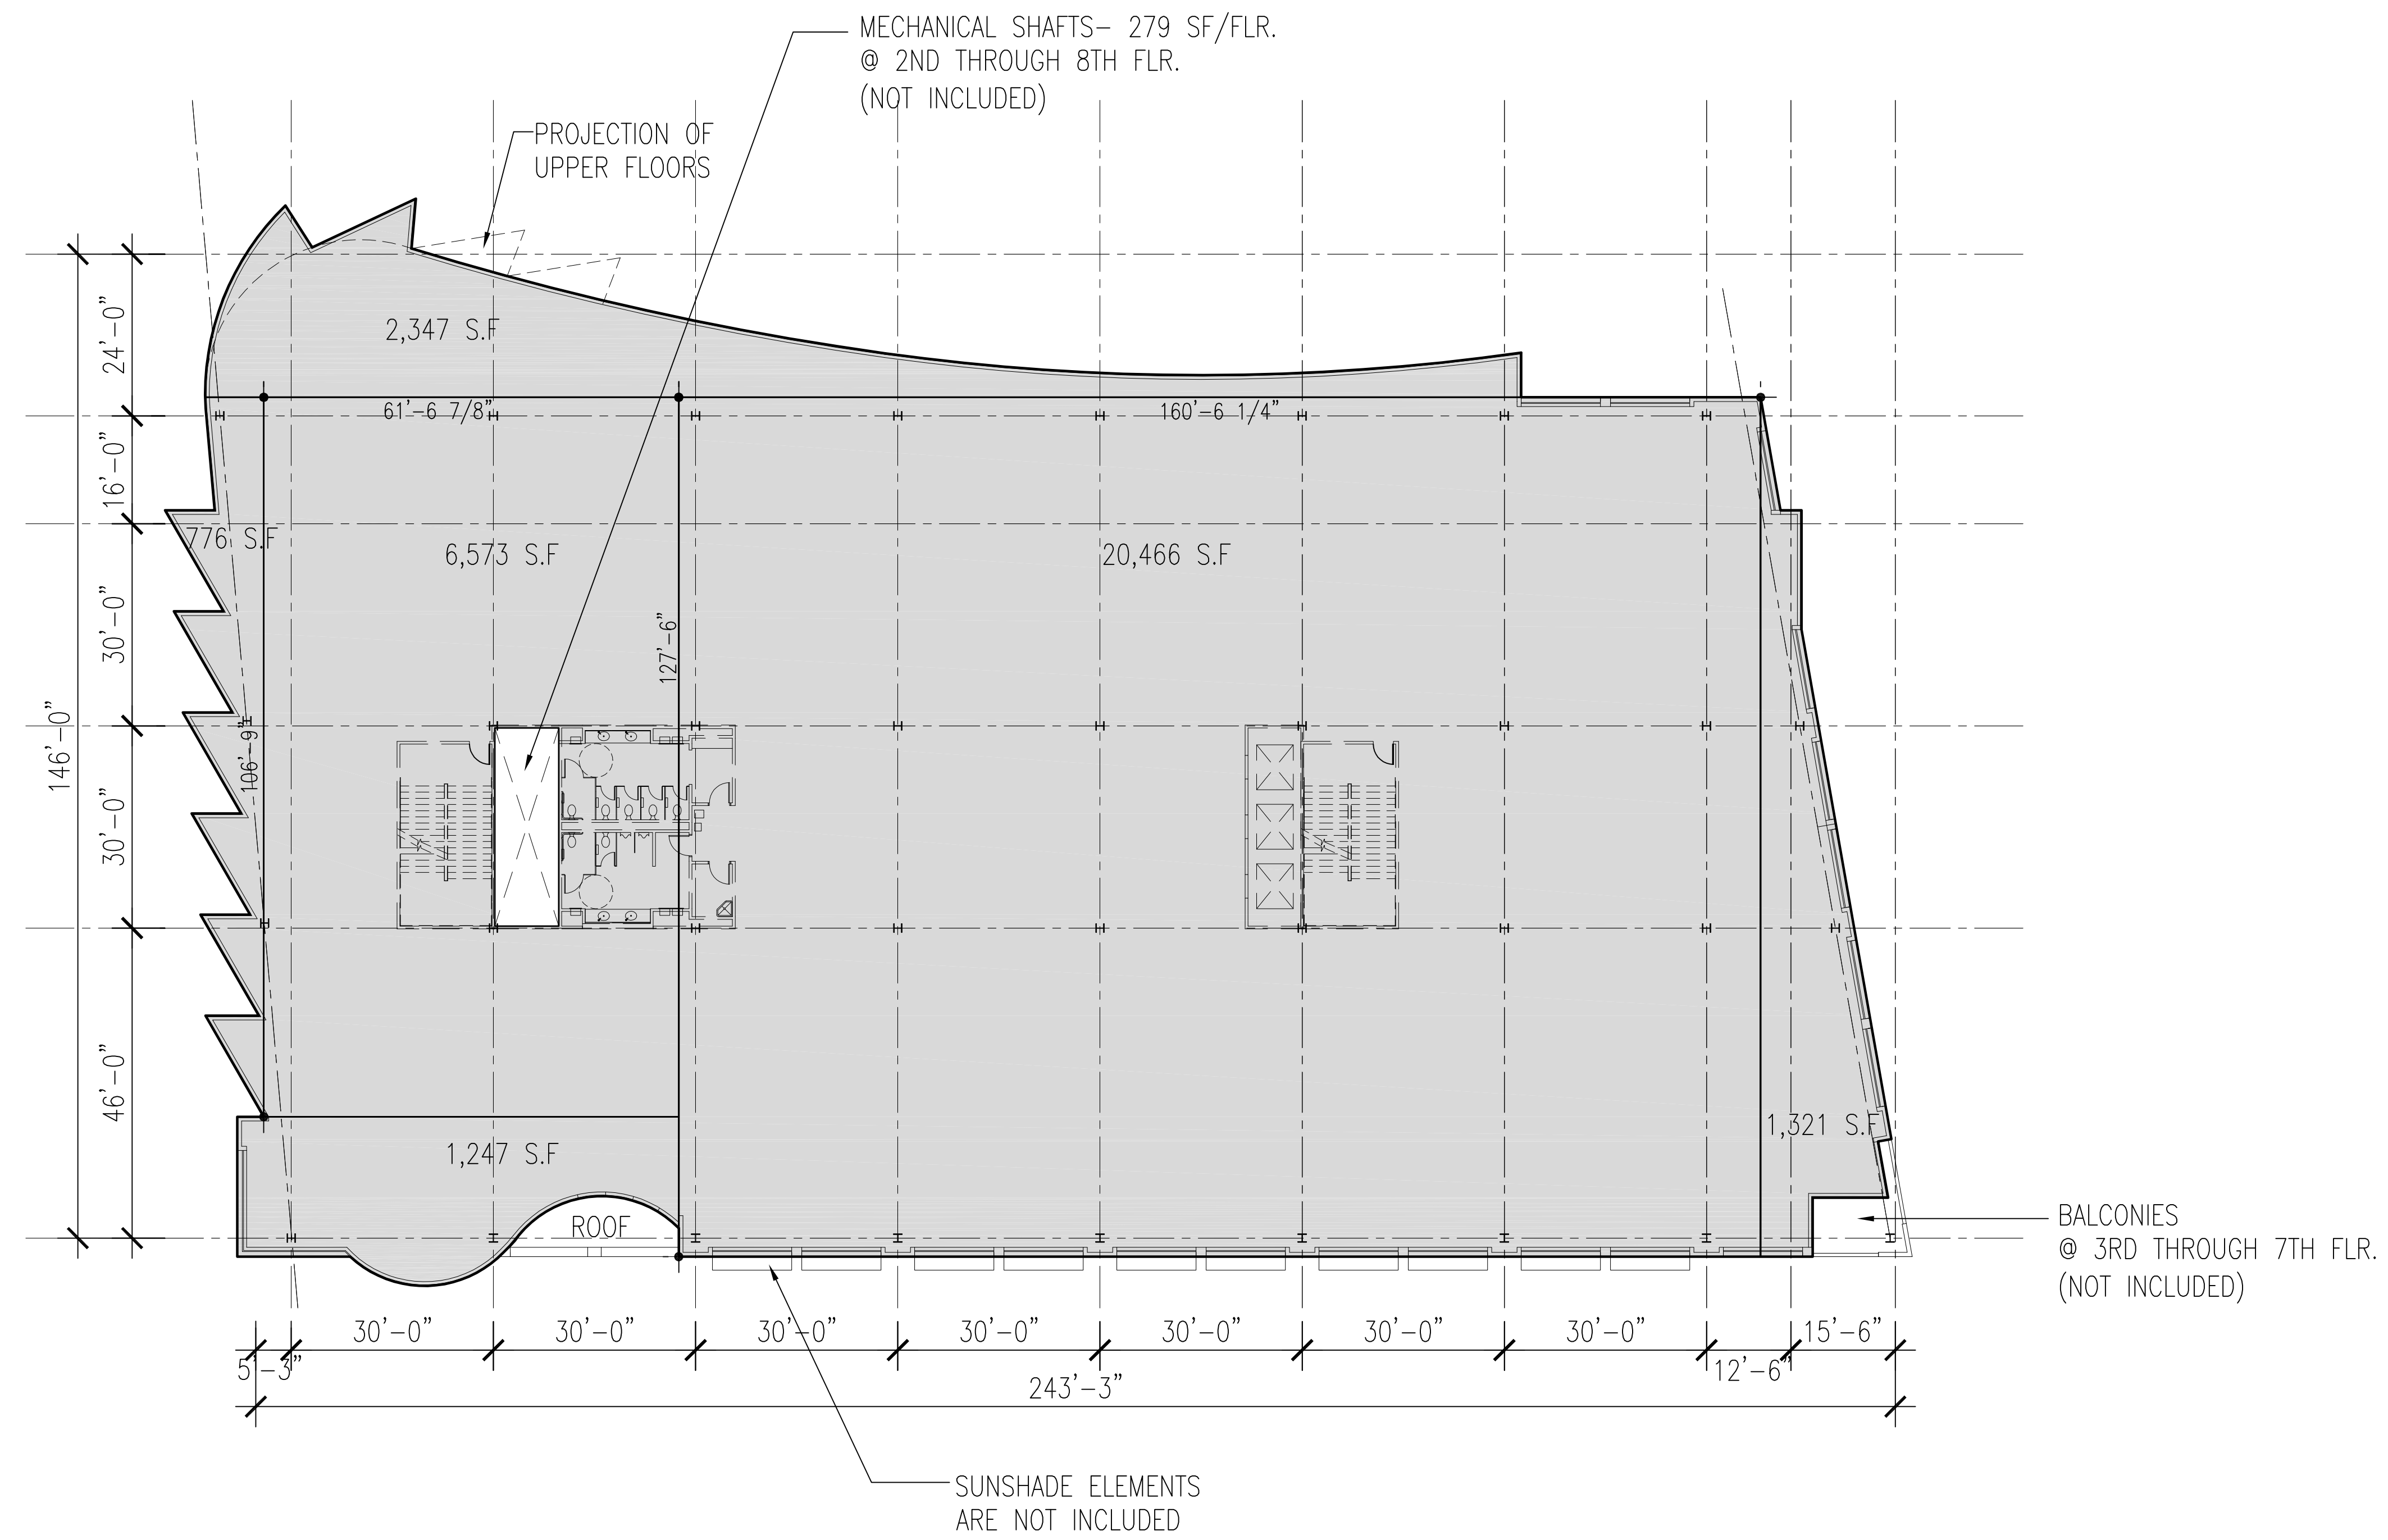 MECHANICAL SHAFTS- 279 SF/FLR.
@ 2ND THROUGH 8TH FLR.
(NOT INCLUDED)
PROJECTION OF
UPPER FLOORS
24'-0"
2,347 S.F
61'-6 7/8"
160'-6 1/4"
16'-0"
776 S.F
6,573 S.F
20,466 S.F
30'-0"
127'-6"
146'-0"
106'-9"
30'-0"
46'-0"
1,321 S.F
1,247 S.F
ROOF
BALCONIES
@ 3RD THROUGH 7TH FLR.
(NOT INCLUDED)
30'-0"
30'-0"
30'-0"
30'-0"
30'-0"
30'-0"
30'-0"
15'-6"
5'-3"
12'-6"
243'-3"
SUNSHADE ELEMENTS
ARE NOT INCLUDED